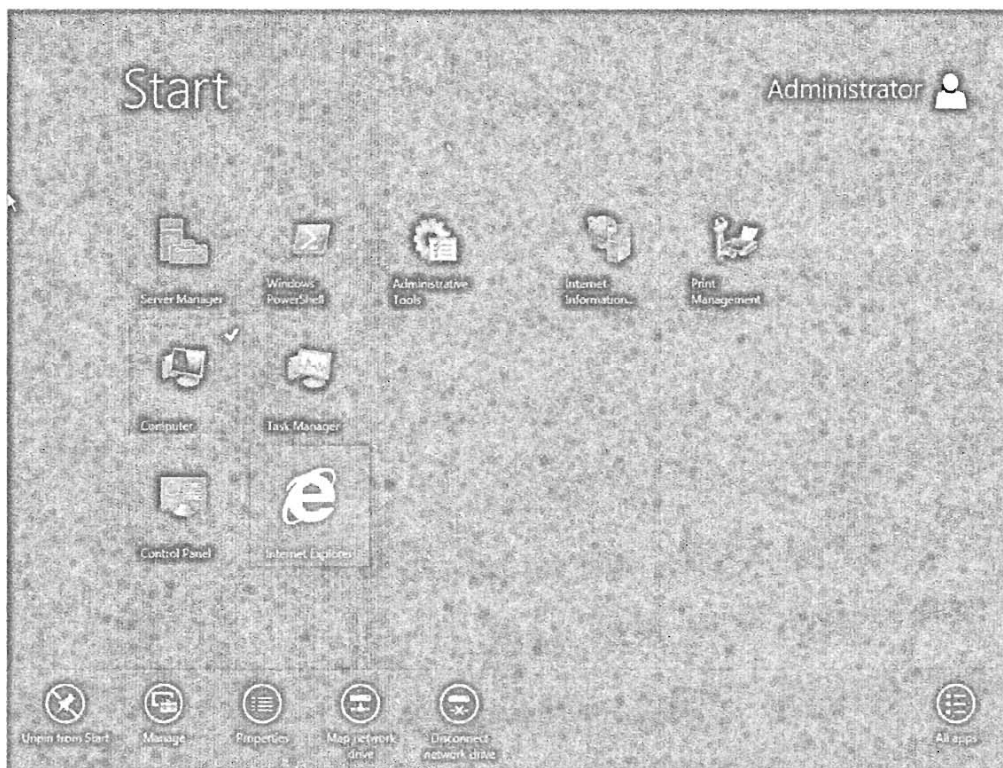 Start
Administrator
Server Manager
Windows
PowerShell
Administrative
Tools
Internet
Information...
Print
Management
Computer
Task Manager
Control Panel
Internet Explorer
Unpin from Start
Manage
Properties
Map network
drive
Disconnect
network drive
All apps